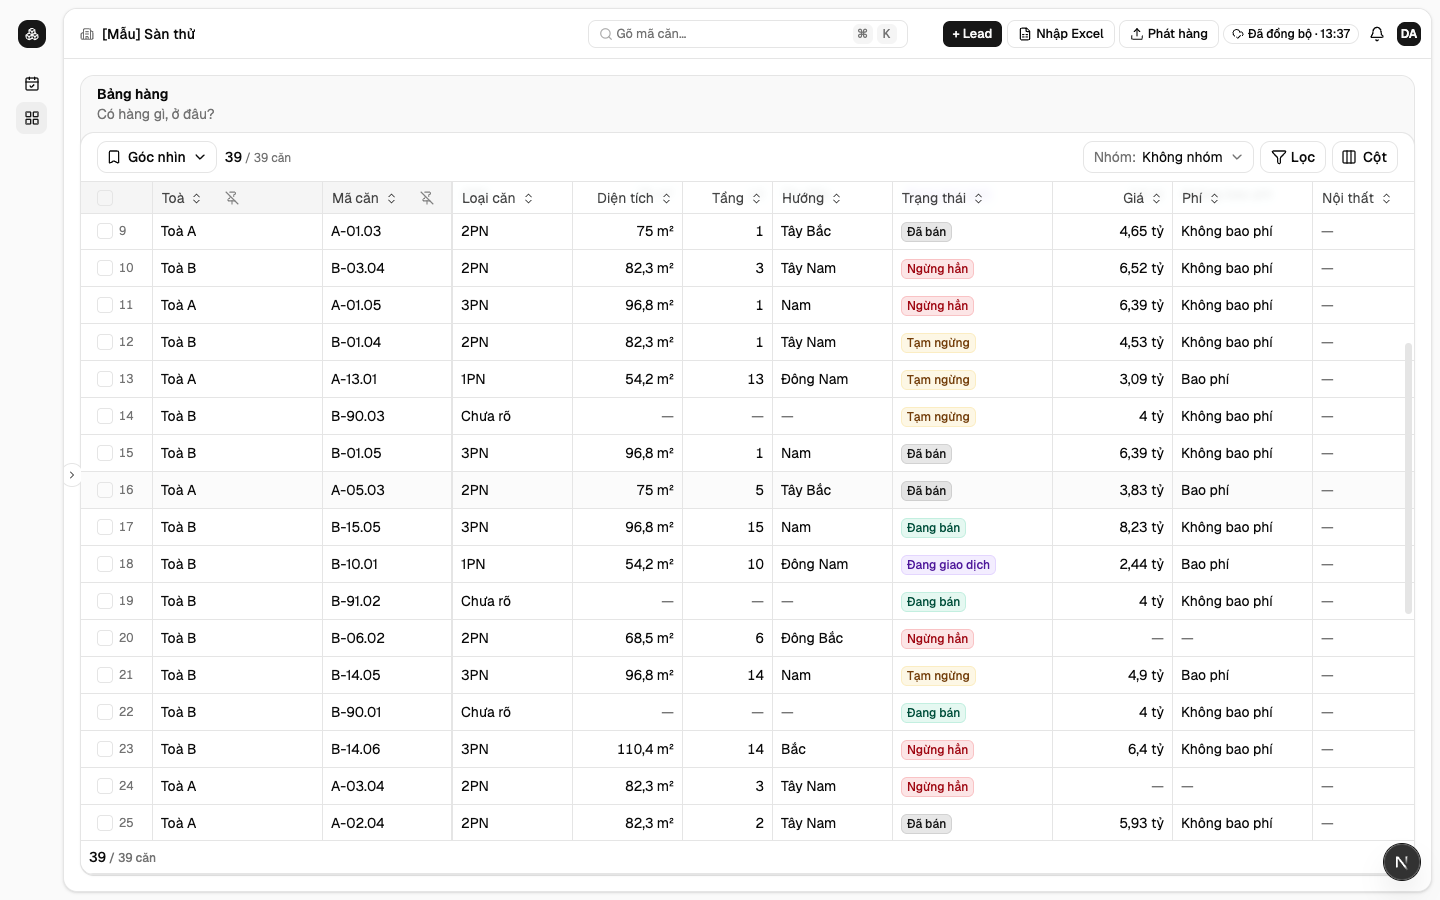 [Mẫu] Sàn thử
Gõ mã căn... ⌘ K
+ Lead
Nhập Excel
Phát hàng
Đã đồng bộ · 13:37
DA
Bảng hàng
Có hàng gì, ở đâu?
Góc nhìn 39 / 39 căn
Nhóm: Không nhóm
Lọc
Cột
Toà Mã căn Loại căn Diện tích Tầng Hướng Trạng thái Giá Phí Nội thất
9 Toà A A-01.03 2PN 75 m² 1 Tây Bắc Đã bán 4,65 tỷ Không bao phí —
10 Toà B B-03.04 2PN 82,3 m² 3 Tây Nam Ngừng hẳn 6,52 tỷ Không bao phí —
11 Toà A A-01.05 3PN 96,8 m² 1 Nam Ngừng hẳn 6,39 tỷ Không bao phí —
12 Toà B B-01.04 2PN 82,3 m² 1 Tây Nam Tạm ngừng 4,53 tỷ Không bao phí —
13 Toà A A-13.01 1PN 54,2 m² 13 Đông Nam Tạm ngừng 3,09 tỷ Bao phí —
14 Toà B B-90.03 Chưa rõ — — — Tạm ngừng 4 tỷ Không bao phí —
15 Toà B B-01.05 3PN 96,8 m² 1 Nam Đã bán 6,39 tỷ Không bao phí —
16 Toà A A-05.03 2PN 75 m² 5 Tây Bắc Đã bán 3,83 tỷ Bao phí —
17 Toà B B-15.05 3PN 96,8 m² 15 Nam Đang bán 8,23 tỷ Không bao phí —
18 Toà B B-10.01 1PN 54,2 m² 10 Đông Nam Đang giao dịch 2,44 tỷ Bao phí —
19 Toà B B-91.02 Chưa rõ — — — Đang bán 4 tỷ Không bao phí —
20 Toà B B-06.02 2PN 68,5 m² 6 Đông Bắc Ngừng hẳn — — —
21 Toà B B-14.05 3PN 96,8 m² 14 Nam Tạm ngừng 4,9 tỷ Bao phí —
22 Toà B B-90.01 Chưa rõ — — — Đang bán 4 tỷ Không bao phí —
23 Toà B B-14.06 3PN 110,4 m² 14 Bắc Ngừng hẳn 6,4 tỷ Không bao phí —
24 Toà A A-03.04 2PN 82,3 m² 3 Tây Nam Ngừng hẳn — — —
25 Toà A A-02.04 2PN 82,3 m² 2 Tây Nam Đã bán 5,93 tỷ Không bao phí —
39 / 39 căn
N